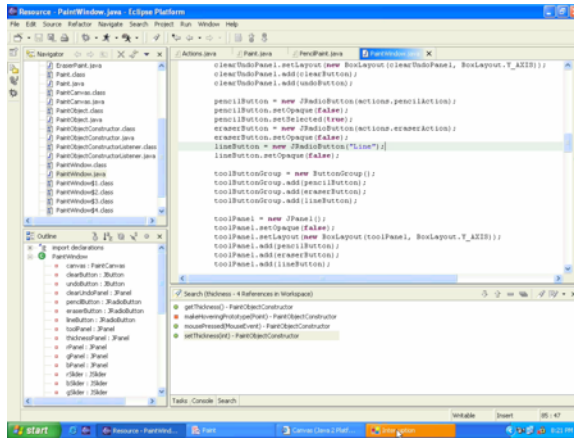 Resource - PaintWindow.java - Eclipse Platform
File Edit Source Refactor Navigate Search Project Run Window Help
Navigator
Actions.java
Paint.java
PencilPaint.java
EraserPaint.java
Paint.class
Paint.java
PaintCanvas.class
PaintCanvas.java
PaintObject.class
PaintObject.java
PaintObjectConstructor.class
PaintObjectConstructor.java
PaintObjectConstructorListener.class
PaintObjectConstructorListener.java
PaintWindow.class
PaintWindow.java
PaintWindow$1.class
PaintWindow$2.class
PaintWindow$3.class
PaintWindow$4.class
clearUndoPanel.setLayout(new BoxLayout(clearUndoPanel, BoxLayout.Y_AXIS));
clearUndoPanel.add(clearButton);
clearUndoPanel.add(undoButton);
pencilButton = new JRadioButton(actions.pencilAction);
pencilButton.setOpaque(false);
pencilButton.setSelected(true);
eraserButton = new JRadioButton(actions.eraserAction);
eraserButton.setOpaque(false);
lineButton = new JRadioButton("Line");
lineButton.setOpaque(false);
toolButtonGroup = new ButtonGroup();
toolButtonGroup.add(pencilButton);
toolButtonGroup.add(eraserButton);
toolButtonGroup.add(lineButton);
toolPanel = new JPanel();
toolPanel.setOpaque(false);
toolPanel.setLayout(new BoxLayout(toolPanel, BoxLayout.Y_AXIS));
toolPanel.add(pencilButton);
toolPanel.add(eraserButton);
toolPanel.add(lineButton);
Outline
import declarations
PaintWindow
canvas : PaintCanvas
clearButton : JButton
undoButton : JButton
clearUndoPanel : JPanel
pencilButton : JRadioButton
eraserButton : JRadioButton
lineButton : JRadioButton
toolPanel : JPanel
thicknessPanel : JPanel
rPanel : JPanel
gPanel : JPanel
bPanel : JPanel
rSlider : JSlider
bSlider : JSlider
gSlider : JSlider
Search (thickness - 4 References in Workspace)
getThickness() - PaintObjectConstructor
makeHoveringPrototype(Point) - PaintObjectConstructor
mousePressed(MouseEvent) - PaintObjectConstructor
setThickness(int) - PaintObjectConstructor
Tasks Console Search
Writable Insert 85 : 47
start
Resource - PaintWind...
Paint
Canvas (Java 2 Platf...
9:21 PM